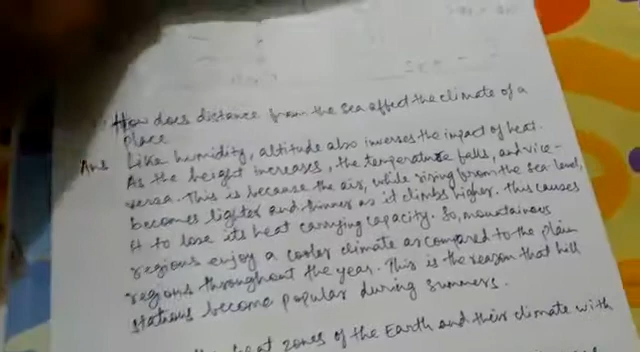 How does distance from the sea affect the climate of a
place
Ans Like humidity, altitude also inverses the impact of heat.
As the height increases, the temperature falls, and vice-
versa. This is because the air, while rising from the sea level,
becomes lighter and thinner as it climbs higher. This causes
it to lose its heat carrying capacity. So, mountainous
regions enjoy a cooler climate as compared to the plain
regions throughout the year. This is the reason that hill
stations become popular during summers.
heat zones of the Earth and their climate with